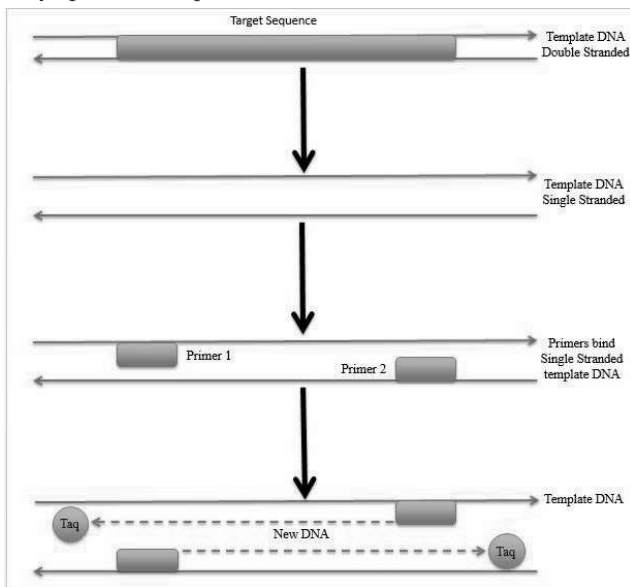 Target Sequence
Template DNA
Double Stranded
Template DNA
Single Stranded
Primer 1
Primer 2
Primers bind
Single Stranded
template DNA
Template DNA
Taq
New DNA
Taq